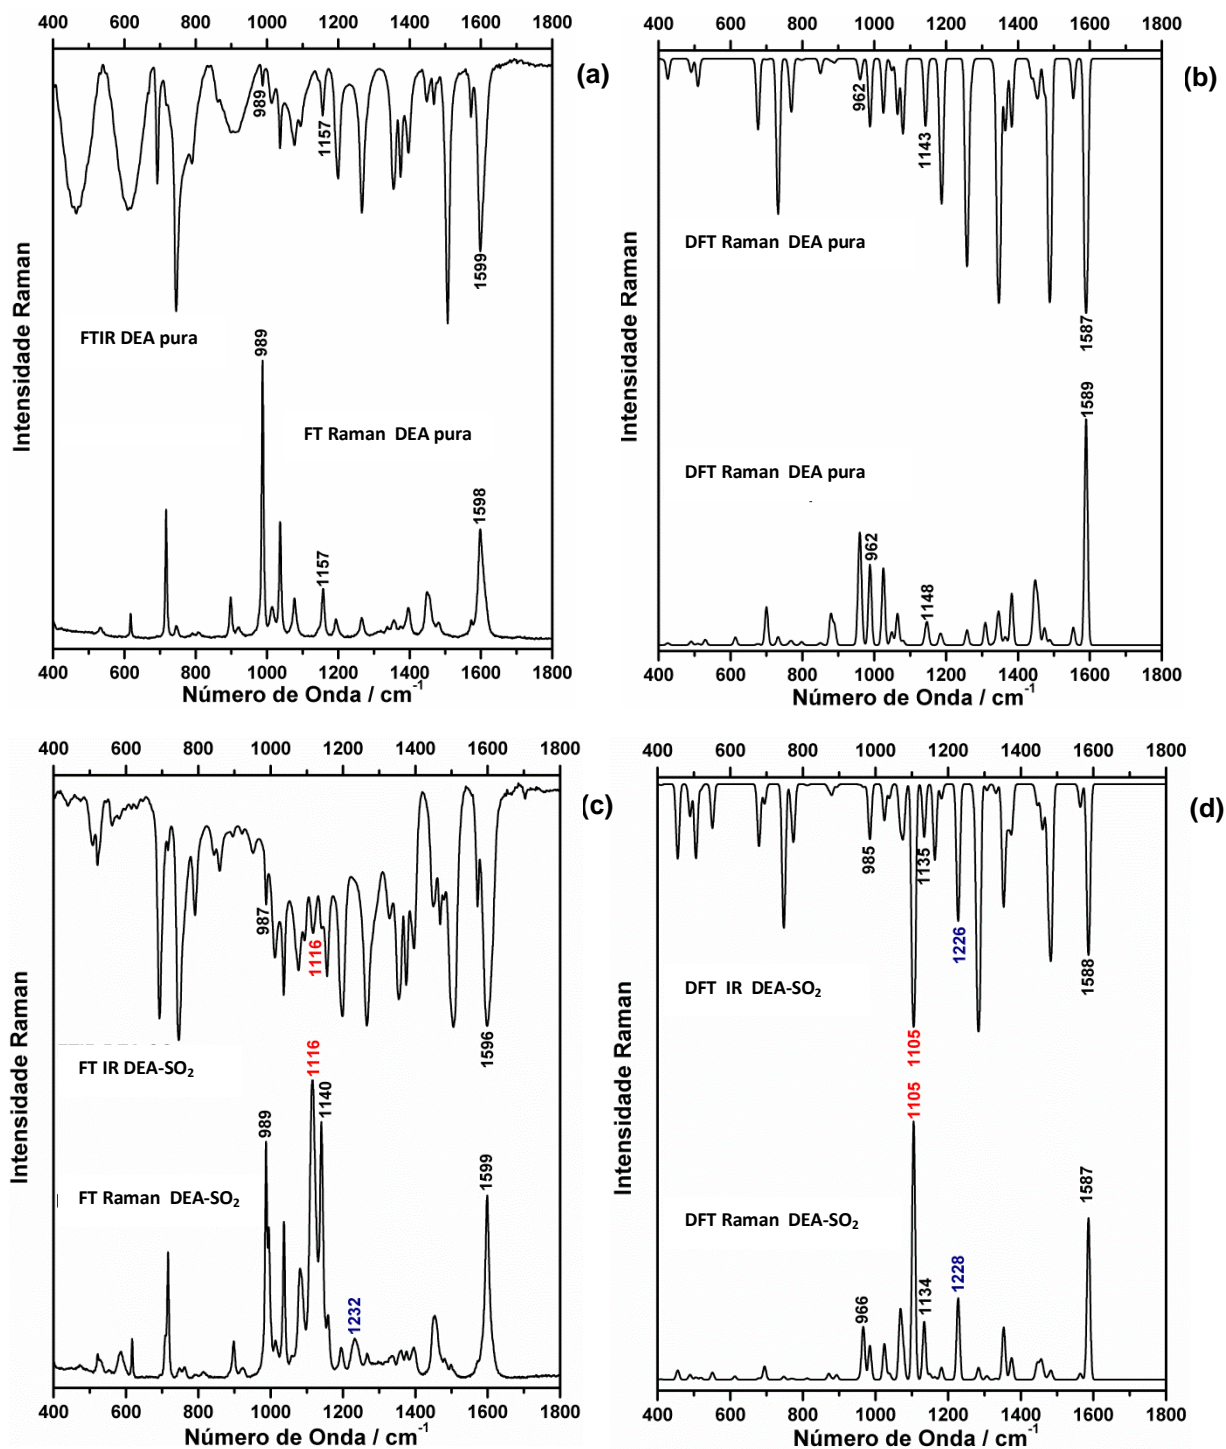 400 600 800 1000 1200 1400 1600 1800
(a)
989
1157
1599
FTIR DEA pura
989
FT Raman DEA pura
1157
1598
Intensidade Raman
400 600 800 1000 1200 1400 1600 1800
Número de Onda / cm-1
400 600 800 1000 1200 1400 1600 1800
(b)
962
1143
DFT Raman DEA pura
1587
1589
DFT Raman DEA pura
962
1148
Intensidade Raman
400 600 800 1000 1200 1400 1600 1800
Número de Onda / cm-1
400 600 800 1000 1200 1400 1600 1800
(c)
987
1116
1596
FT IR DEA-SO2
1116
989
1140
1599
FT Raman DEA-SO2
1232
Intensidade Raman
400 600 800 1000 1200 1400 1600 1800
Número de Onda / cm-1
400 600 800 1000 1200 1400 1600 1800
(d)
985
1135
1226
1588
DFT IR DEA-SO2
1105
1105
1587
DFT Raman DEA-SO2
966
1134
1228
Intensidade Raman
400 600 800 1000 1200 1400 1600 1800
Número de Onda / cm-1